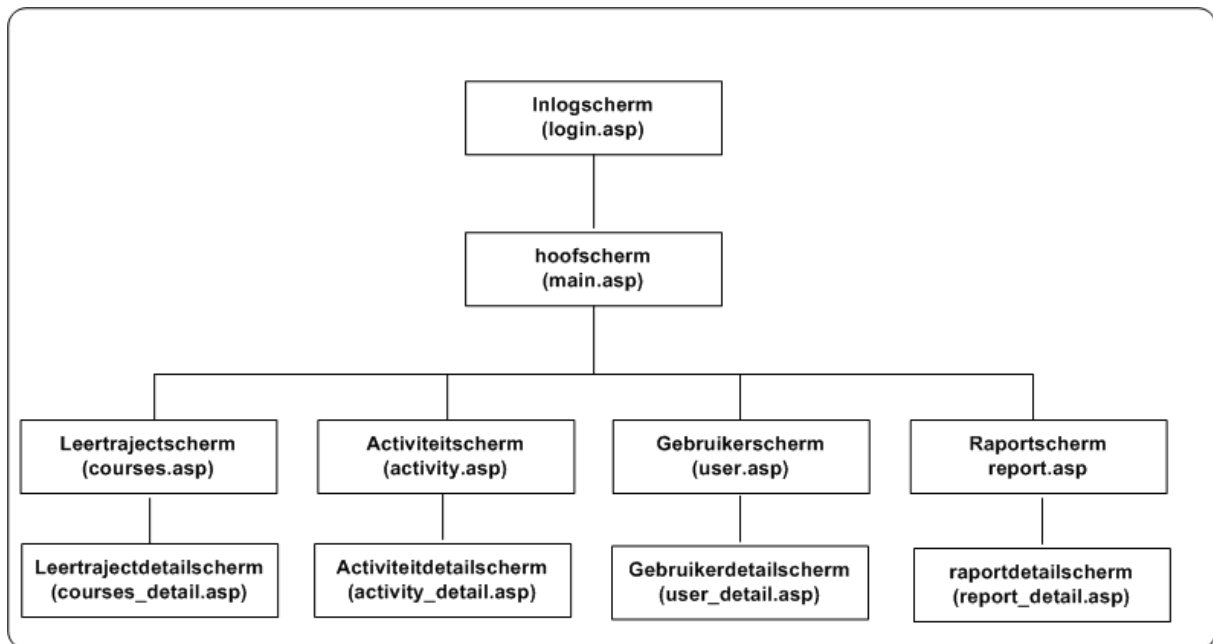 Inlogscherm
(login.asp)
hoofscherm
(main.asp)
Leertrajectscherm
(courses.asp)
Activiteitscherm
(activity.asp)
Gebruikerscherm
(user.asp)
Raportscherm
report.asp
Leertrajectdetailscherm
(courses_detail.asp)
Activiteitdetailscherm
(activity_detail.asp)
Gebruikerdetailscherm
(user_detail.asp)
raportdetailscherm
(report_detail.asp)